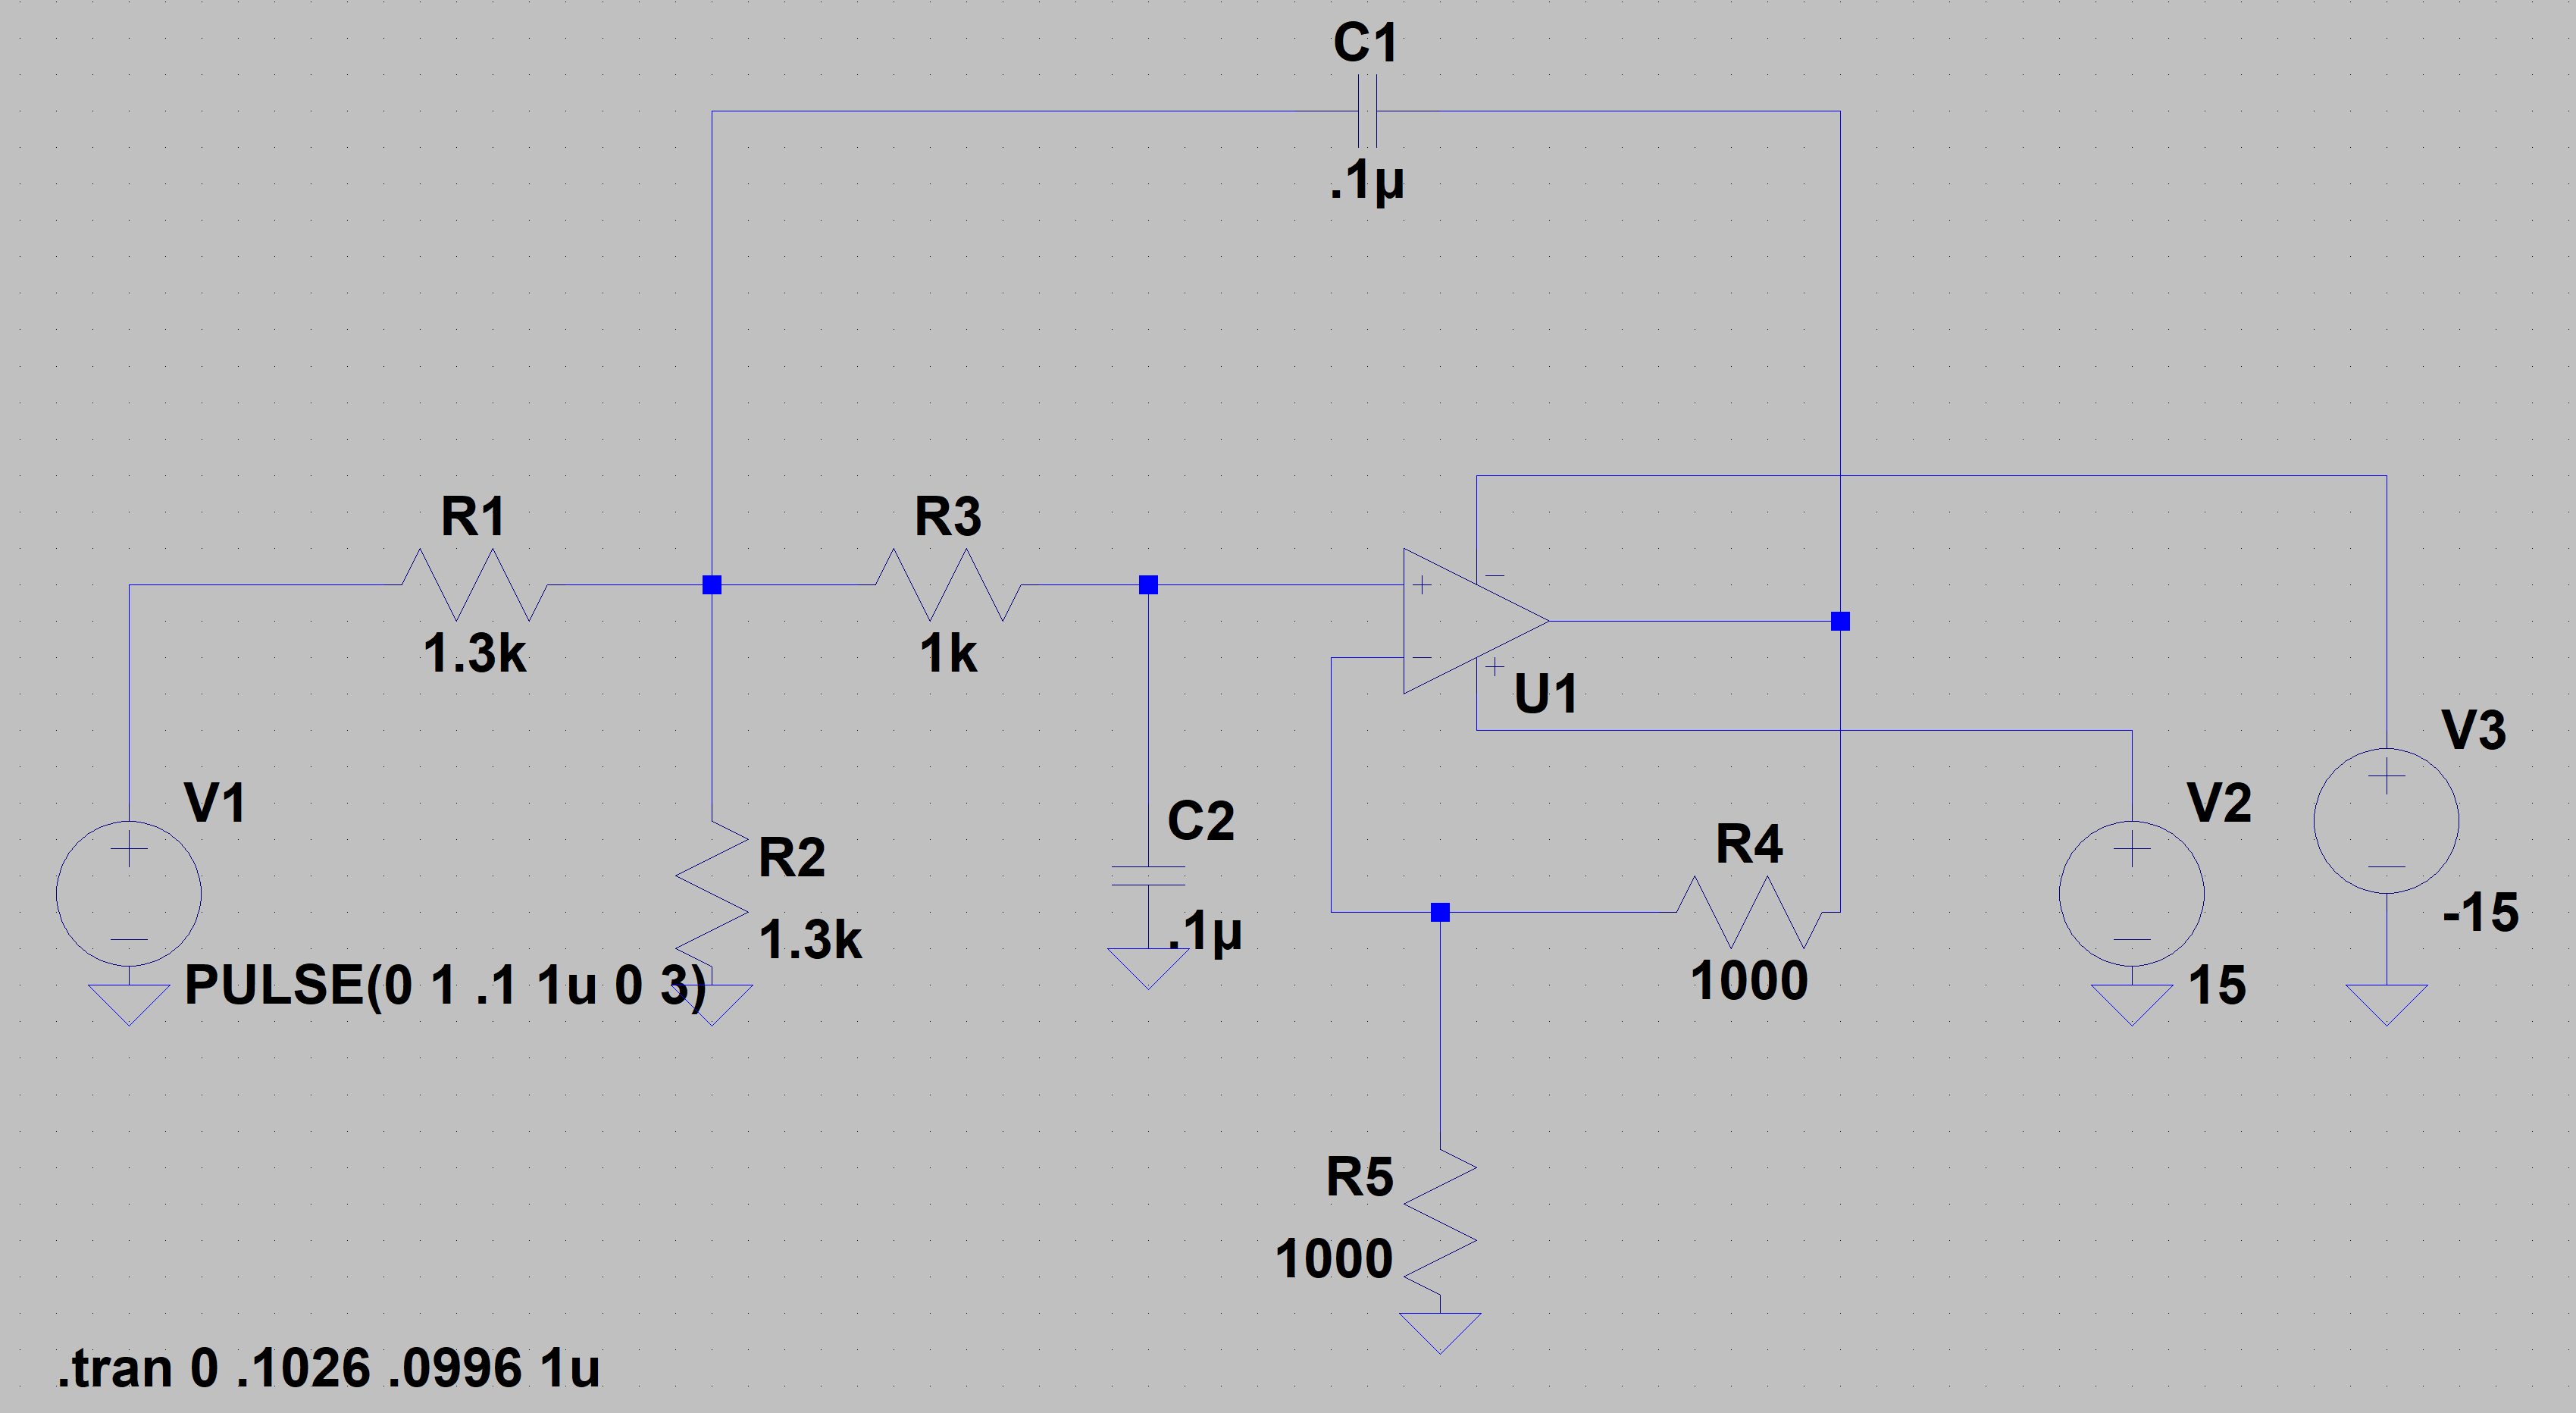 C1
.1µ
R1
1.3k
R3
1k
U1
V1
PULSE(0 1 .1 1u 0 3)
R2
1.3k
C2
.1µ
R4
1000
V2
15
V3
-15
R5
1000
.tran 0 .1026 .0996 1u